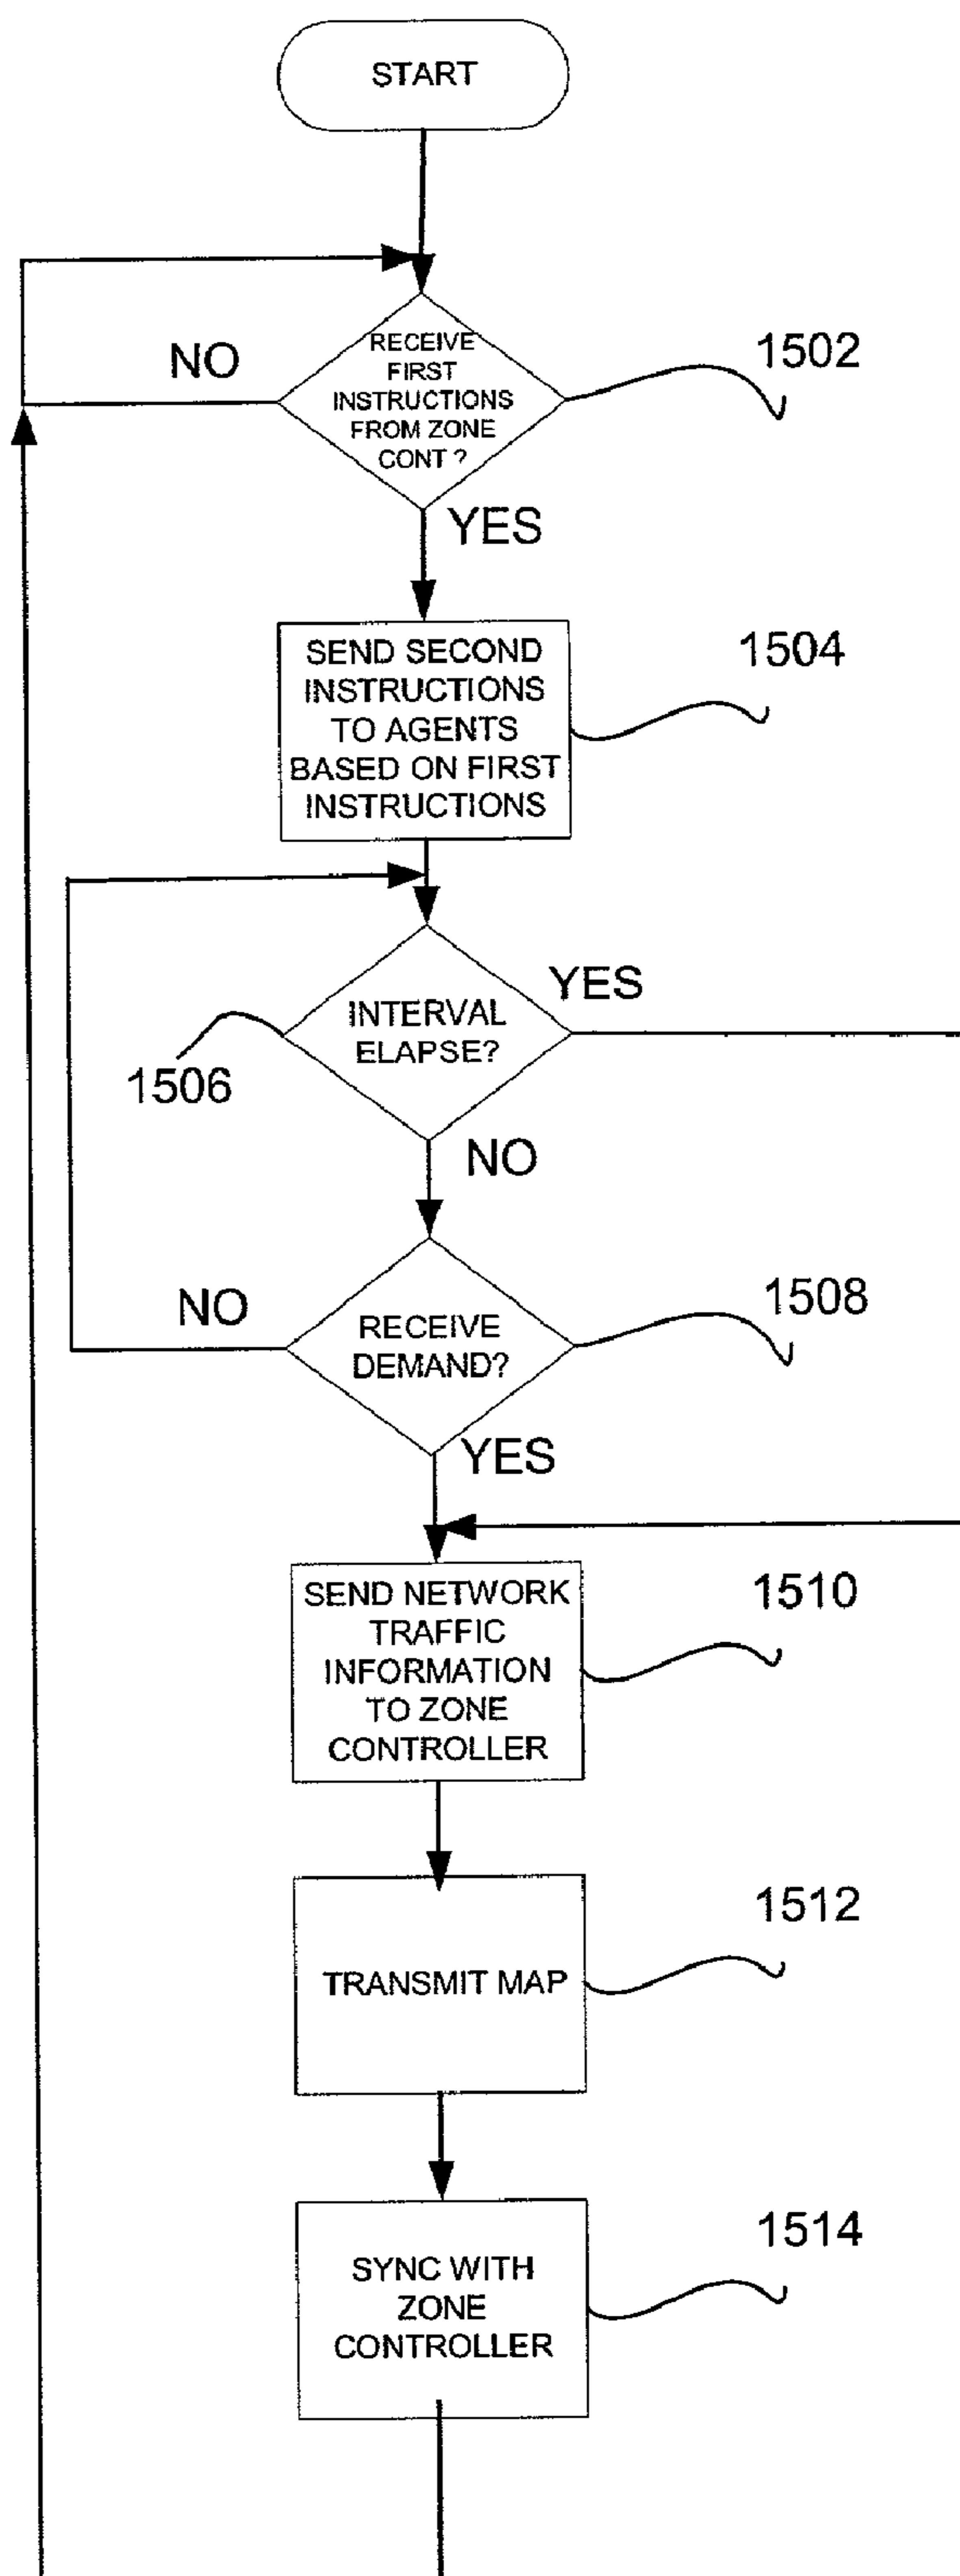 START
NO
RECEIVE
FIRST
INSTRUCTIONS
FROM ZONE
CONT ?
1502
YES
SEND SECOND
INSTRUCTIONS
TO AGENTS
BASED ON FIRST
INSTRUCTIONS
1504
YES
INTERVAL
ELAPSE?
1506
NO
NO
RECEIVE
DEMAND?
1508
YES
SEND NETWORK
TRAFFIC
INFORMATION
TO ZONE
CONTROLLER
1510
TRANSMIT MAP
1512
SYNC WITH
ZONE
CONTROLLER
1514